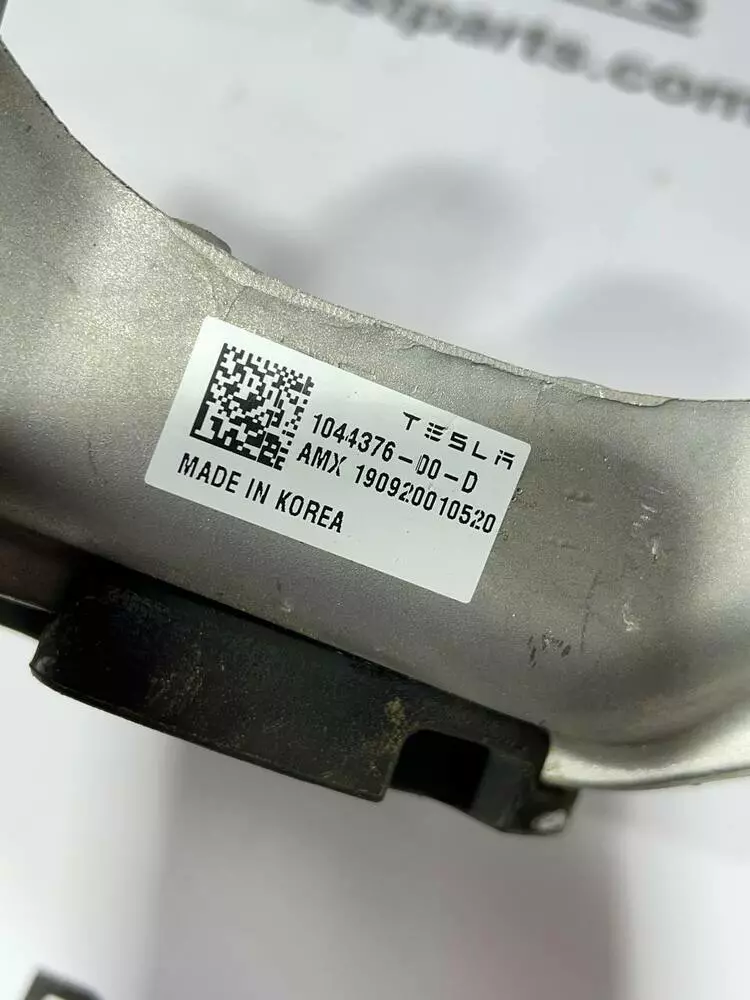 TESLA
1044376-00-D
AMX 190920010520
MADE IN KOREA